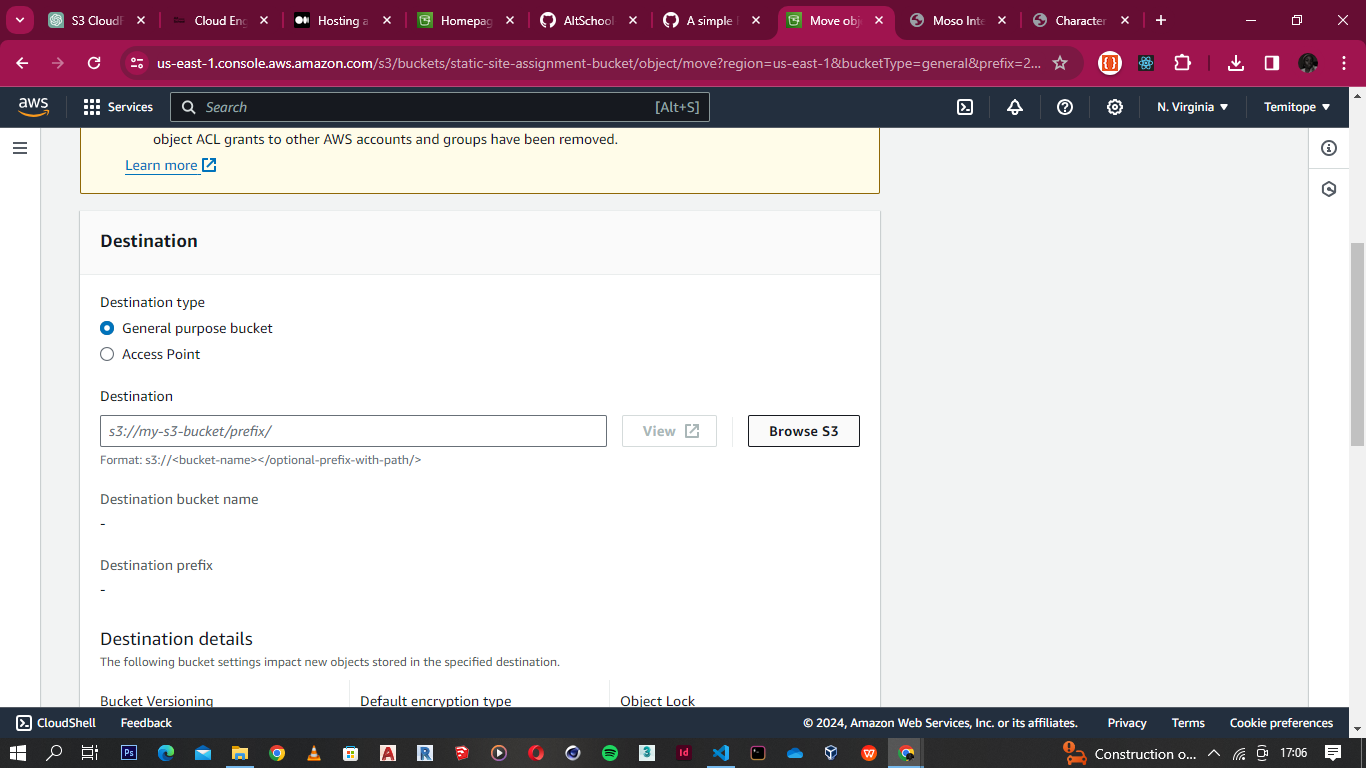 S3 CloudF
Cloud Eng
Hosting a
Homepag
AltSchool
A simple
Move obj
Moso Inte
Character
us-east-1.console.aws.amazon.com/s3/buckets/static-site-assignment-bucket/object/move?region=us-east-1&bucketType=general&prefix=2...
aws
Services
Search
[Alt+S]
N. Virginia
Temitope
object ACL grants to other AWS accounts and groups have been removed.
Learn more
Destination
Destination type
General purpose bucket
Access Point
Destination
s3://my-s3-bucket/prefix/
View
Browse S3
Format: s3://<bucket-name></optional-prefix-with-path/>
Destination bucket name
-
Destination prefix
-
Destination details
The following bucket settings impact new objects stored in the specified destination.
Bucket Versioning
Default encryption type
Object Lock
CloudShell
Feedback
© 2024, Amazon Web Services, Inc. or its affiliates.
Privacy
Terms
Cookie preferences
Construction o...
17:06